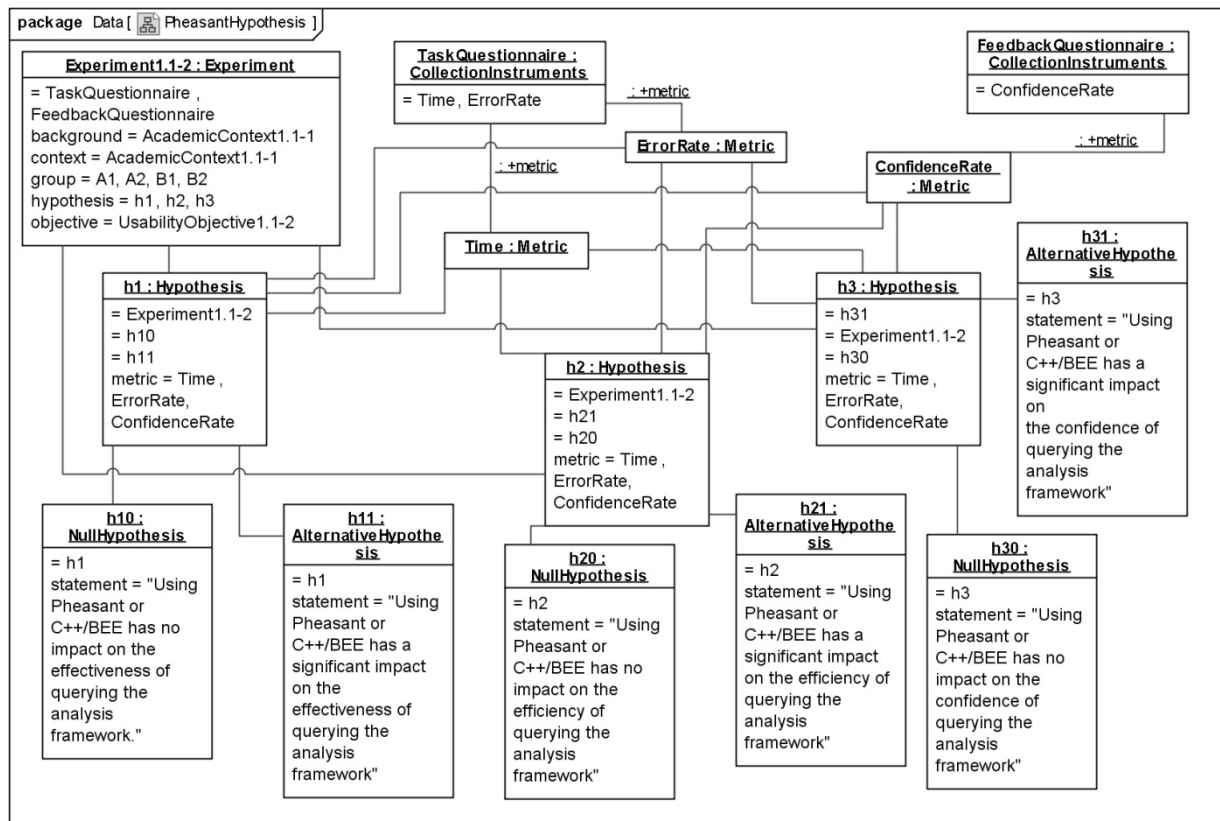 package Data [ PheasantHypothesis ]
Experiment1.1-2 : Experiment
= TaskQuestionnaire ,
FeedbackQuestionnaire
background = AcademicContext1.1-1
context = AcademicContext1.1-1
group = A1, A2, B1, B2
hypothesis = h1, h2, h3
objective = UsabilityObjective1.1-2
TaskQuestionnaire :
CollectionInstruments
= Time, ErrorRate
FeedbackQuestionnaire :
CollectionInstruments
= ConfidenceRate
: +metric
: +metric
: +metric
ErrorRate : Metric
ConfidenceRate
: Metric
Time : Metric
h1 : Hypothesis
= Experiment1.1-2
= h10
= h11
metric = Time ,
ErrorRate,
ConfidenceRate
h2 : Hypothesis
= Experiment1.1-2
= h21
= h20
metric = Time ,
ErrorRate,
ConfidenceRate
h3 : Hypothesis
= h31
= Experiment1.1-2
= h30
metric = Time ,
ErrorRate,
ConfidenceRate
h31 :
AlternativeHypothe
sis
= h3
statement = "Using
Pheasant or
C++/BEE has a
significant impact
on
the confidence of
querying the
analysis
framework"
h10 :
NullHypothesis
= h1
statement = "Using
Pheasant or
C++/BEE has no
impact on the
effectiveness of
querying the
analysis
framework."
h11 :
AlternativeHypothe
sis
= h1
statement = "Using
Pheasant or
C++/BEE has a
significant impact
on the
effectiveness of
querying the
analysis
framework"
h20 :
NullHypothesis
= h2
statement = "Using
Pheasant or
C++/BEE has no
impact on the
efficiency of
querying the
analysis
framework"
h21 :
AlternativeHypothe
sis
= h2
statement = "Using
Pheasant or
C++/BEE has a
significant impact
on the efficiency of
querying the
analysis
framework"
h30 :
NullHypothesis
= h3
statement = "Using
Pheasant or
C++/BEE has no
impact on the
confidence of
querying the
analysis
framework"